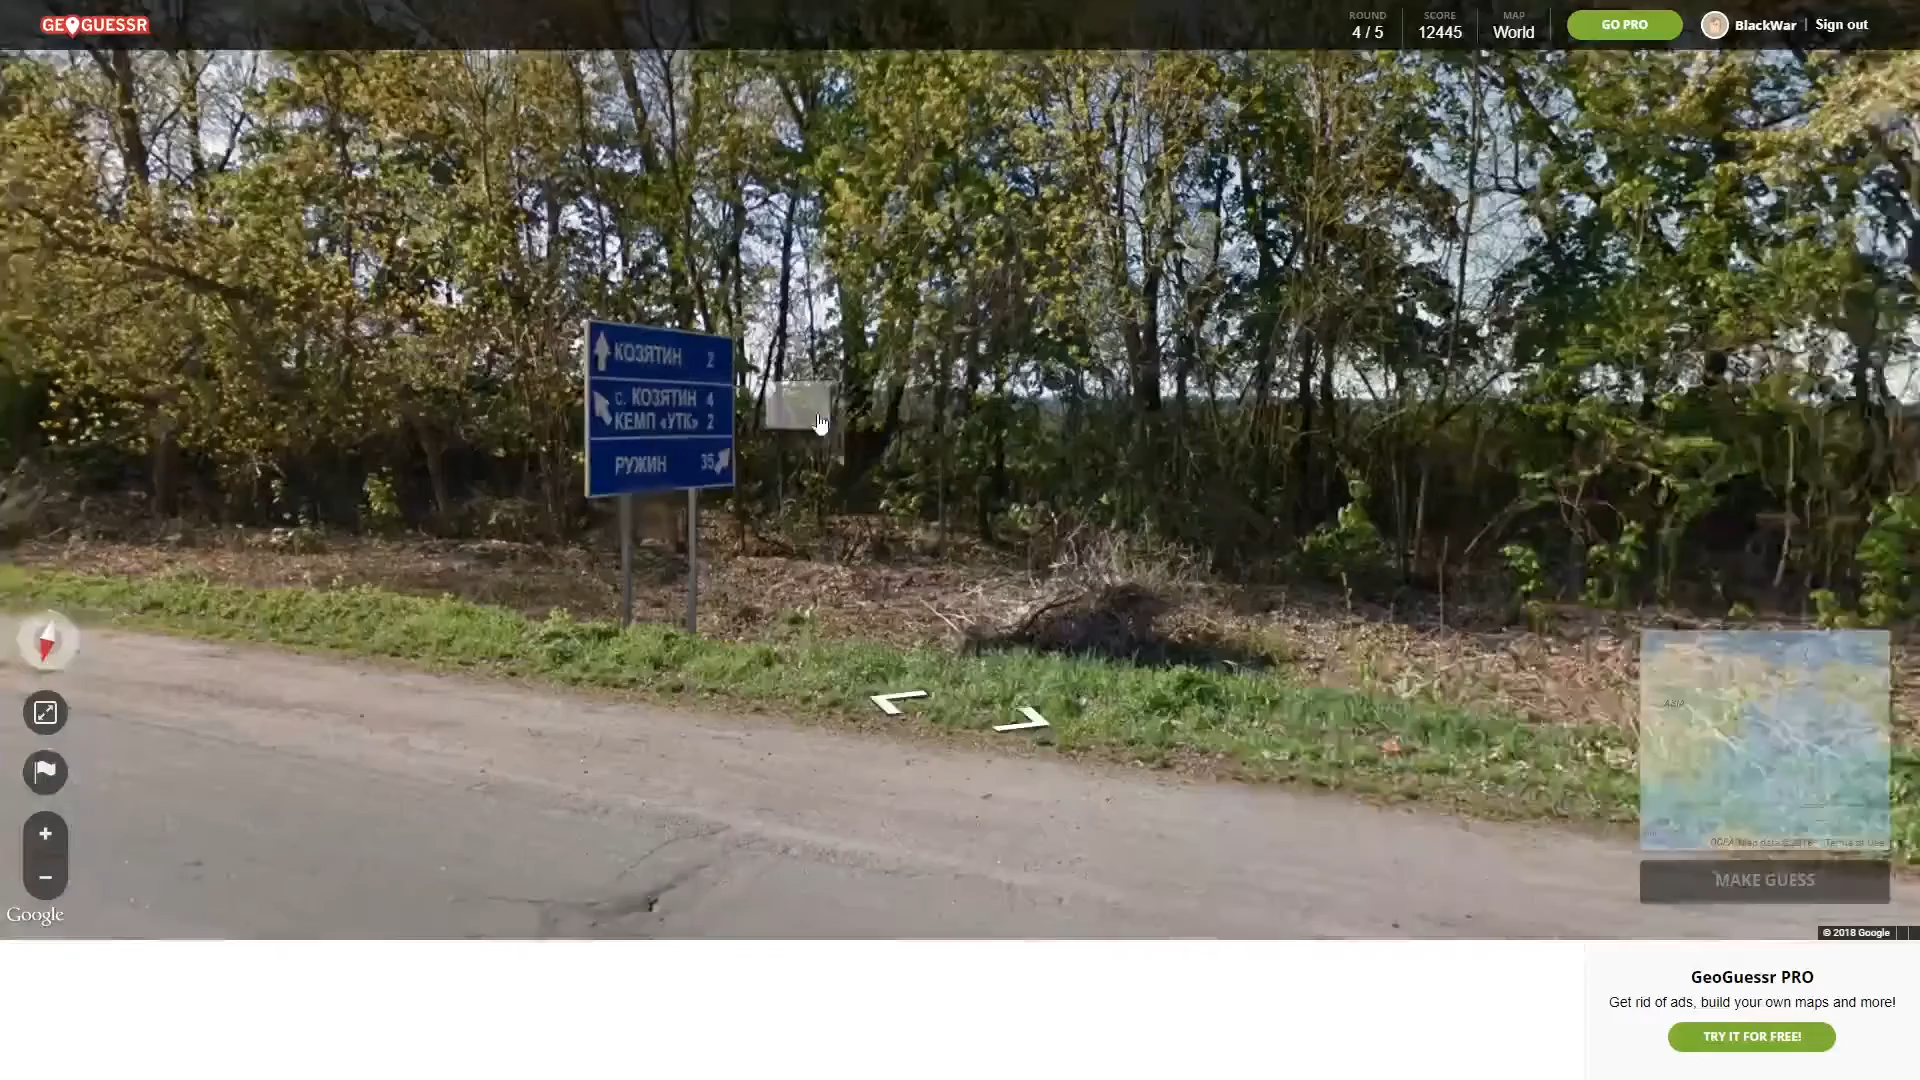 GEOGUESSR
ROUND
4 / 5
SCORE
12445
MAP
World
GO PRO
BlackWar
Sign out
КОЗЯТИН 2
с. КОЗЯТИН 4
КЕМП «УТК» 2
РУЖИН 35
ASIA
MAKE GUESS
Google
© 2018 Google
GeoGuessr PRO
Get rid of ads, build your own maps and more!
TRY IT FOR FREE!